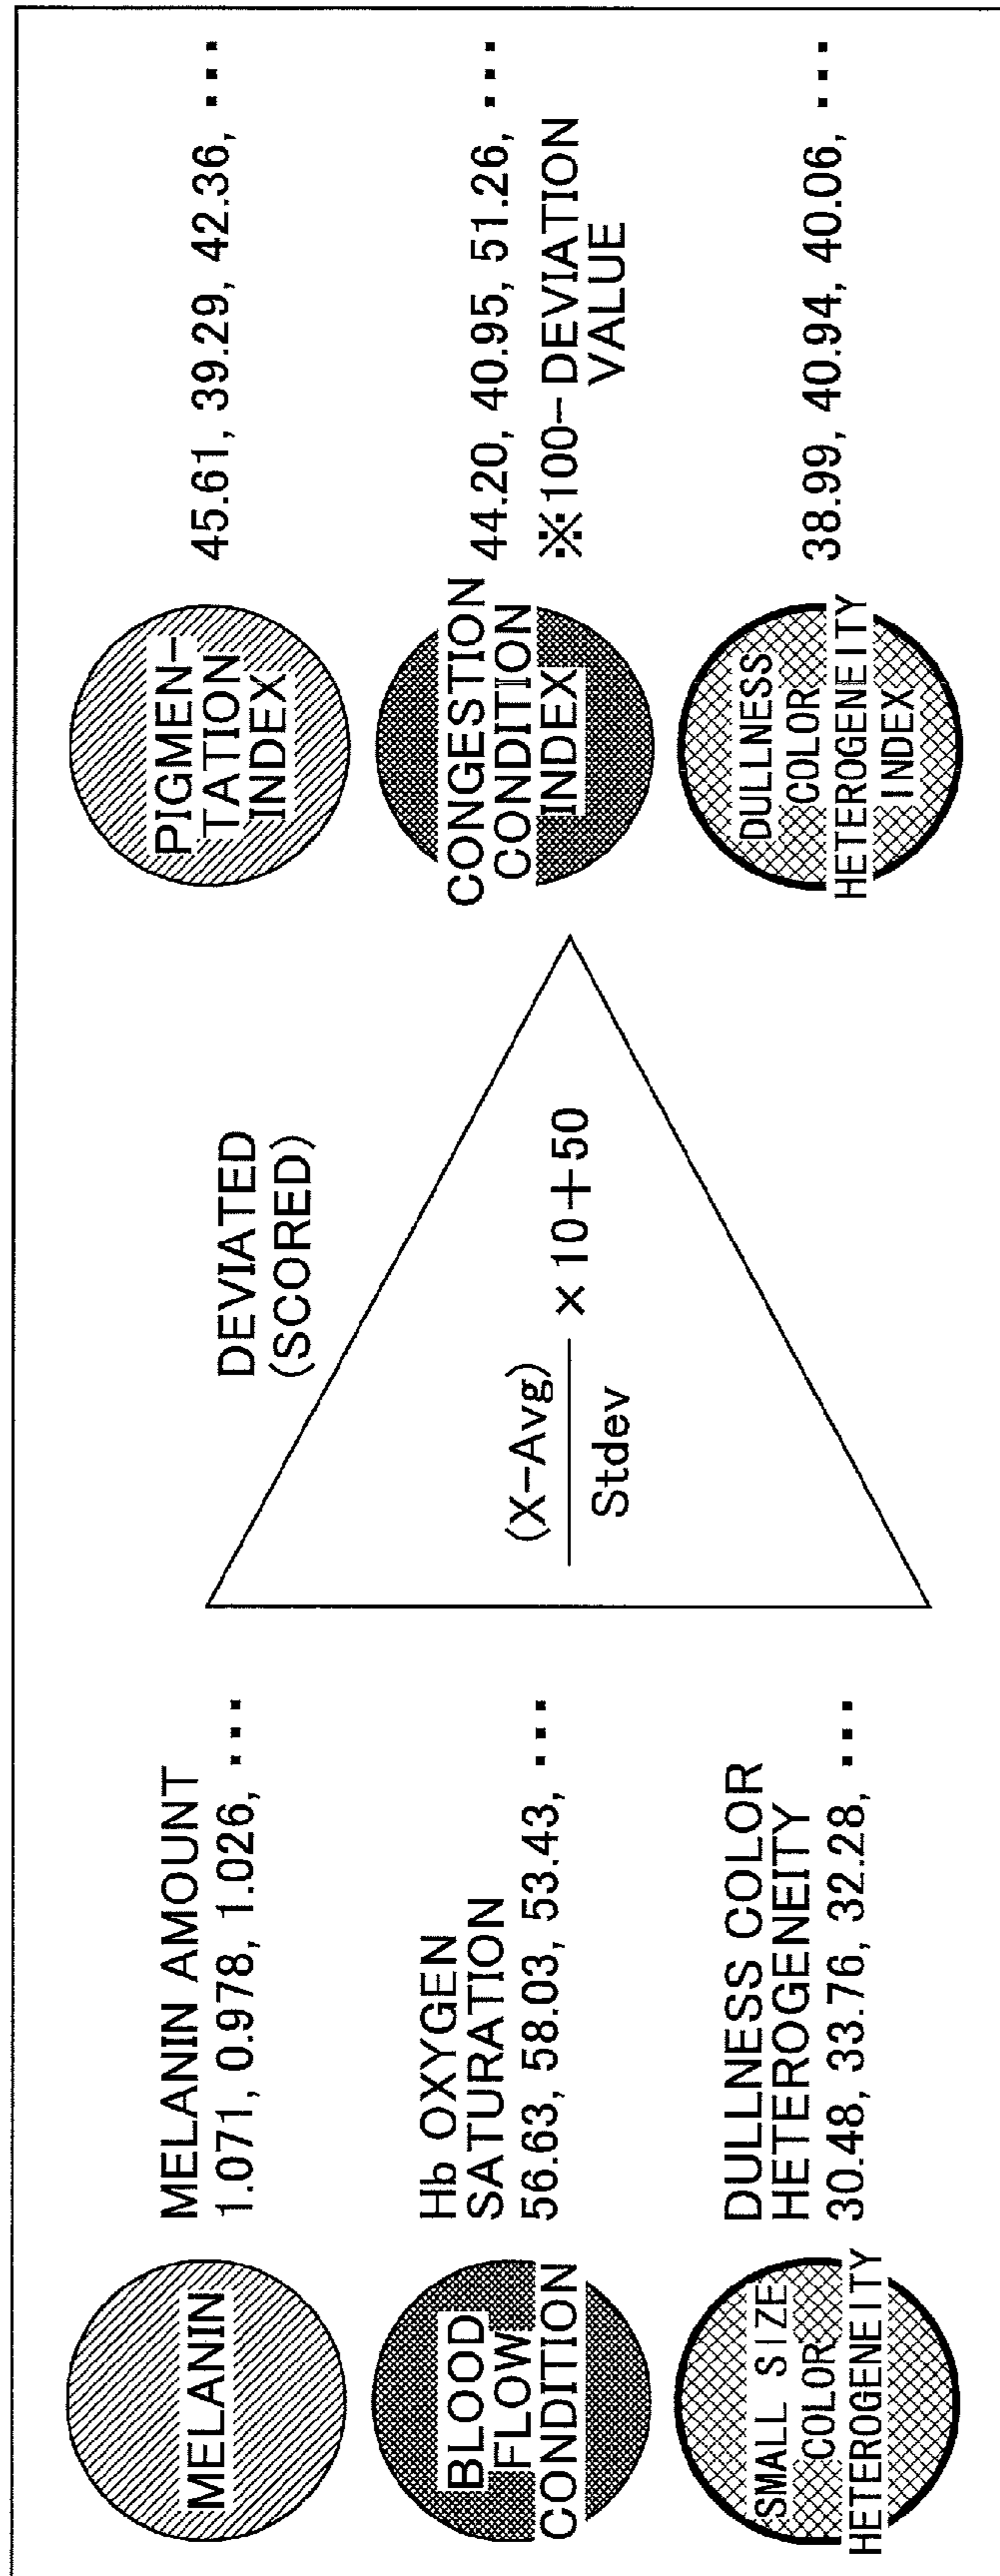 MELANIN
MELANIN AMOUNT
1.071, 0.978, 1.026, ...
BLOOD
FLOW
CONDITION
Hb OXYGEN
SATURATION
56.63, 58.03, 53.43, ...
SMALL SIZE
COLOR
HETEROGENEITY
DULLNESS COLOR
HETEROGENEITY
30.48, 33.76, 32.28, ...
DEVIATED
(SCORED)
(X-Avg)
Stdev
×10+50
PIGMEN-
TATION
INDEX
45.61, 39.29, 42.36, ...
CONGESTION
CONDITION
INDEX
44.20, 40.95, 51.26, ...
※100-DEVIATION
VALUE
DULLNESS
COLOR
HETEROGENEITY
INDEX
38.99, 40.94, 40.06, ...